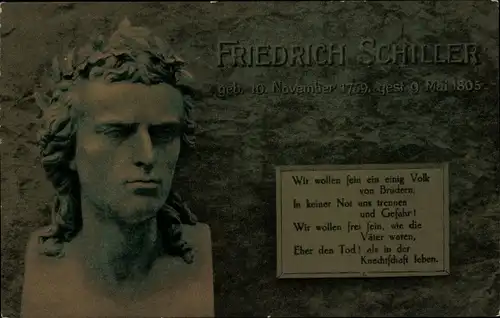 FRIEDRICH SCHILLER
geb. 10. November 1759, gest. 9. Mai 1805.
Wir wollen sein ein einig Volk
von Brüdern,
In keiner Not uns trennen
und Gefahr!
Wir wollen frei sein, wie die
Väter waren,
Eher den Tod! als in der
Knechtschaft leben.